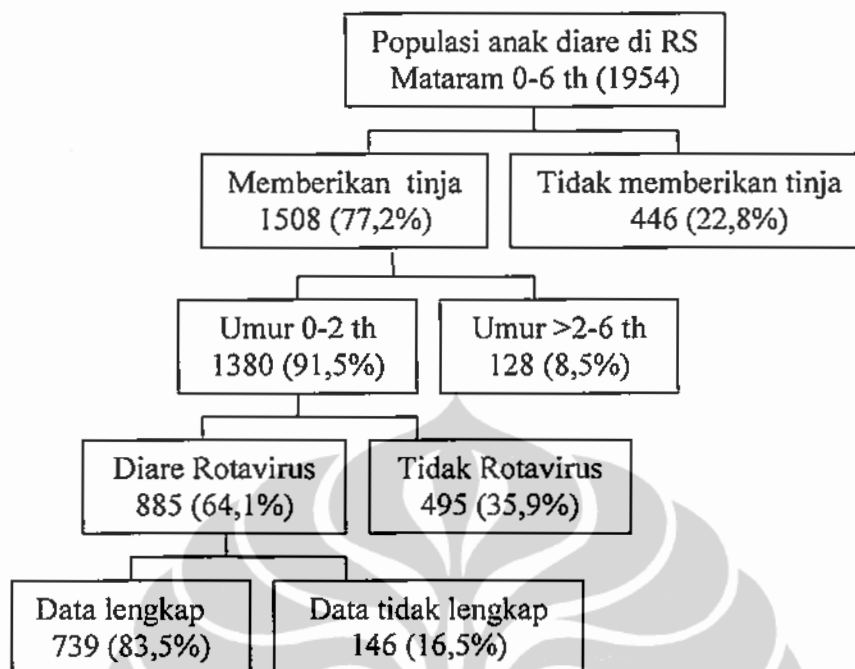 Populasi anak diare di RS
Mataram 0-6 th (1954)
Memberikan tinja
1508 (77,2%)
Tidak memberikan tinja
446 (22,8%)
Umur 0-2 th
1380 (91,5%)
Umur >2-6 th
128 (8,5%)
Diare Rotavirus
885 (64,1%)
Tidak Rotavirus
495 (35,9%)
Data lengkap
739 (83,5%)
Data tidak lengkap
146 (16,5%)